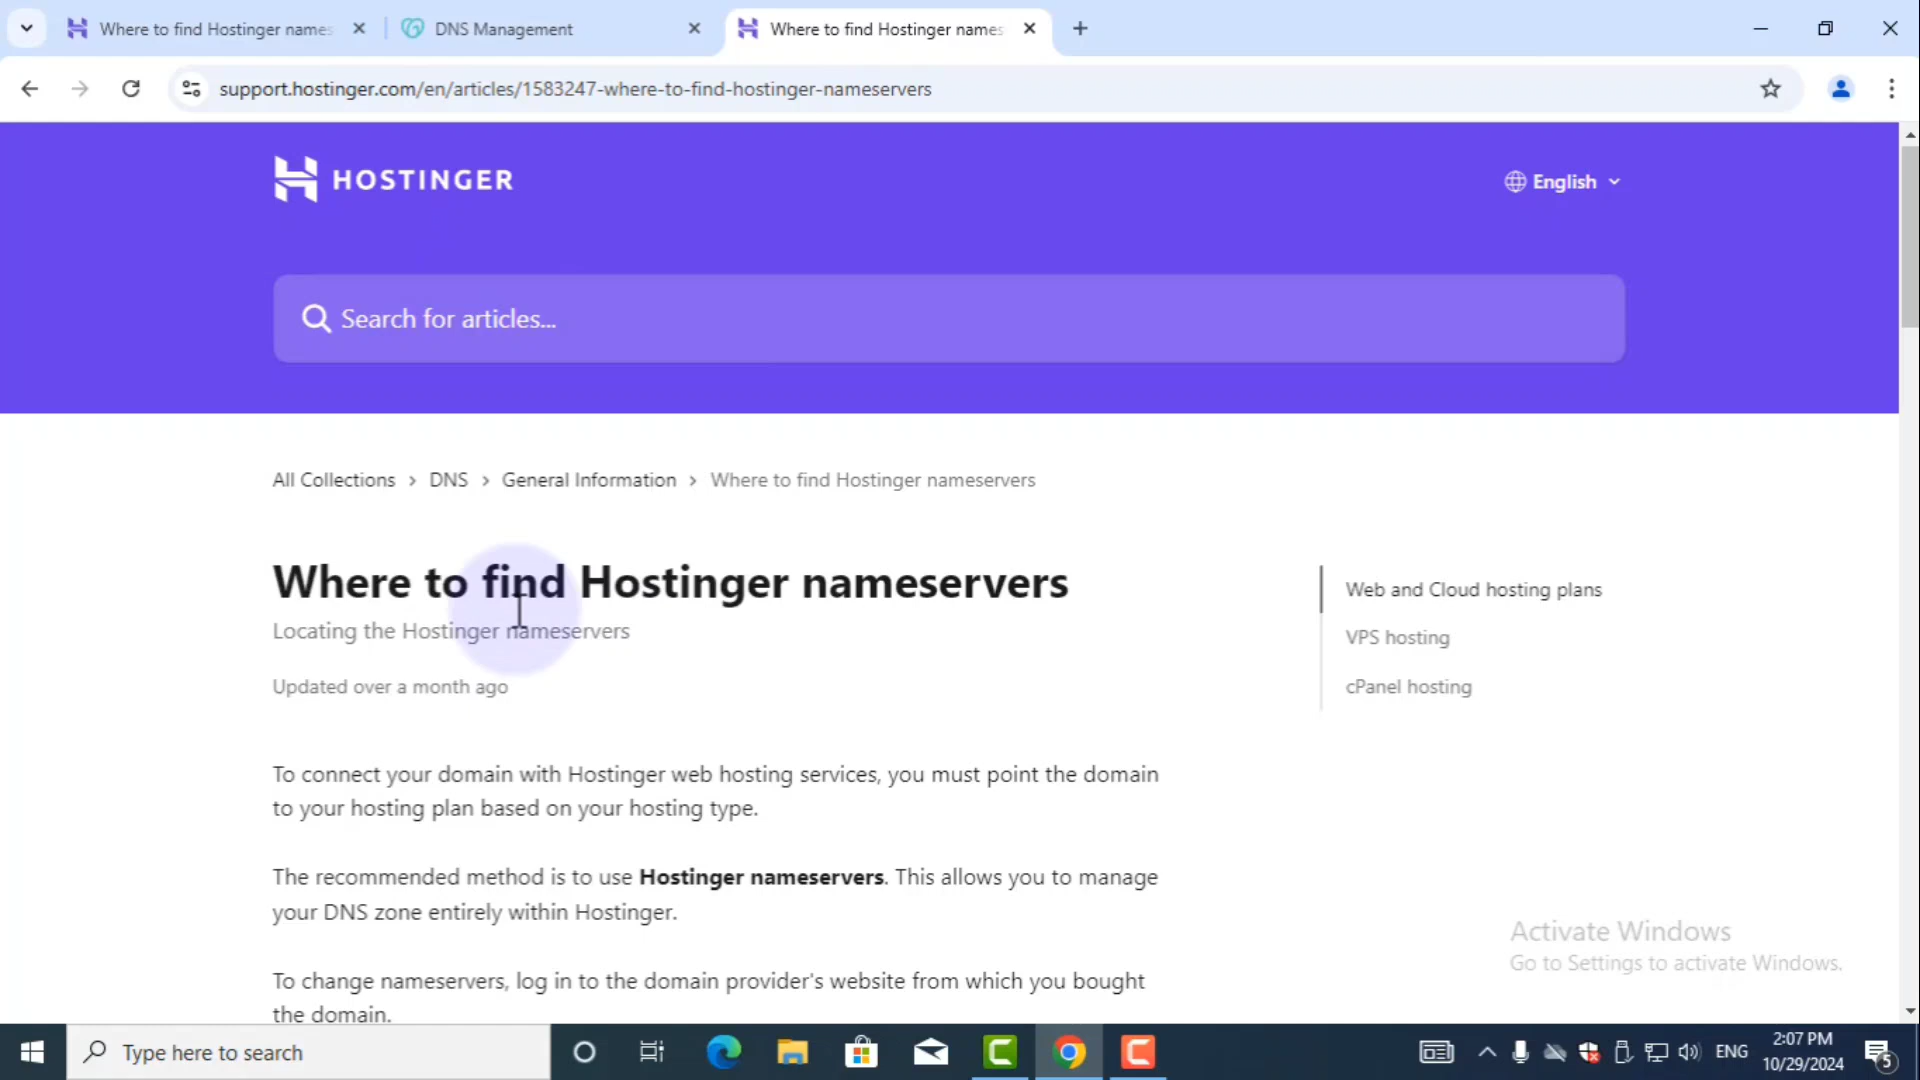 Where to find Hostinger names
DNS Management
Where to find Hostinger names
support.hostinger.com/en/articles/1583247-where-to-find-hostinger-nameservers
HOSTINGER
English
Search for articles...
All Collections > DNS > General Information > Where to find Hostinger nameservers
Where to find Hostinger nameservers
Locating the Hostinger nameservers
Updated over a month ago
Web and Cloud hosting plans
VPS hosting
cPanel hosting
To connect your domain with Hostinger web hosting services, you must point the domain
to your hosting plan based on your hosting type.
The recommended method is to use Hostinger nameservers. This allows you to manage
your DNS zone entirely within Hostinger.
To change nameservers, log in to the domain provider's website from which you bought
the domain.
Activate Windows
Go to Settings to activate Windows.
Type here to search
ENG
2:07 PM
10/29/2024
5